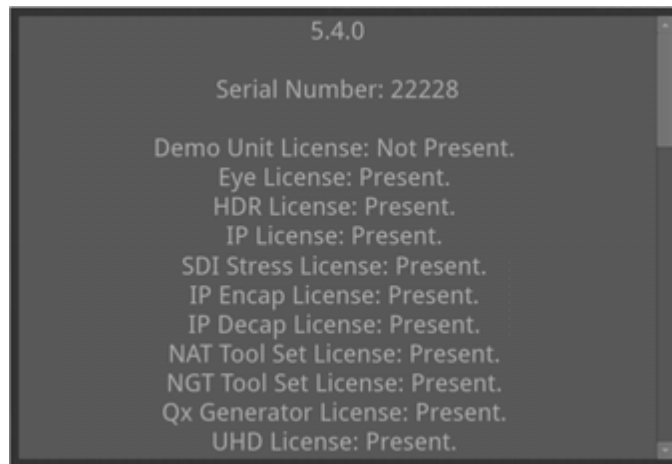 5.4.0
Serial Number: 22228
Demo Unit License: Not Present.
Eye License: Present.
HDR License: Present.
IP License: Present.
SDI Stress License: Present.
IP Encap License: Present.
IP Decap License: Present.
NAT Tool Set License: Present.
NGT Tool Set License: Present.
Qx Generator License: Present.
UHD License: Present.